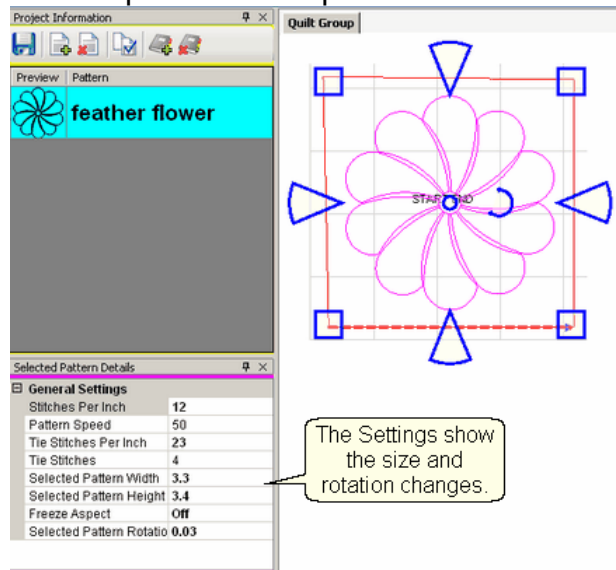 Project Information
Quilt Group
Preview Pattern
feather flower
START END
Selected Pattern Details
General Settings
Stitches Per Inch 12
Pattern Speed 50
Tie Stitches Per Inch 23
Tie Stitches 4
Selected Pattern Width 3.3
Selected Pattern Height 3.4
Freeze Aspect Off
Selected Pattern Rotatio 0.03
The Settings show
the size and
rotation changes.